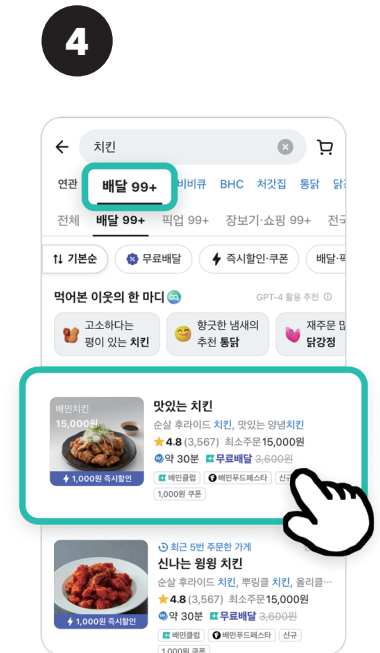 4
치킨
연관 배달 99+ 비비큐 BHC 처갓집 통닭
전체 배달 99+ 픽업 99+ 장보기·쇼핑 99+ 전국
기본순 무료배달 즉시할인·쿠폰 배달·픽
먹어본 이웃의 한 마디 GPT-4 활용 추천
고소하다는 향긋한 냄새의 재주문
평이 있는 치킨 추천 통닭 닭강정
배민치킨
15,000원
1,000원 즉시할인
맛있는 치킨
순살 후라이드 치킨, 맛있는 양념치킨
4.8 (3,567) 최소주문 15,000원
약 30분 무료배달 3,600원
배민클럽 배민푸드페스타 신규
1,000원 쿠폰
최근 5번 주문한 가게
신나는 윙윙 치킨
순살 후라이드 치킨, 뿌링클 치킨, 올리클…
4.8 (3,567) 최소주문 15,000원
1,000원 즉시할인
약 30분 무료배달 3,600원
배민클럽 배민푸드페스타 신규
1,000원 쿠폰